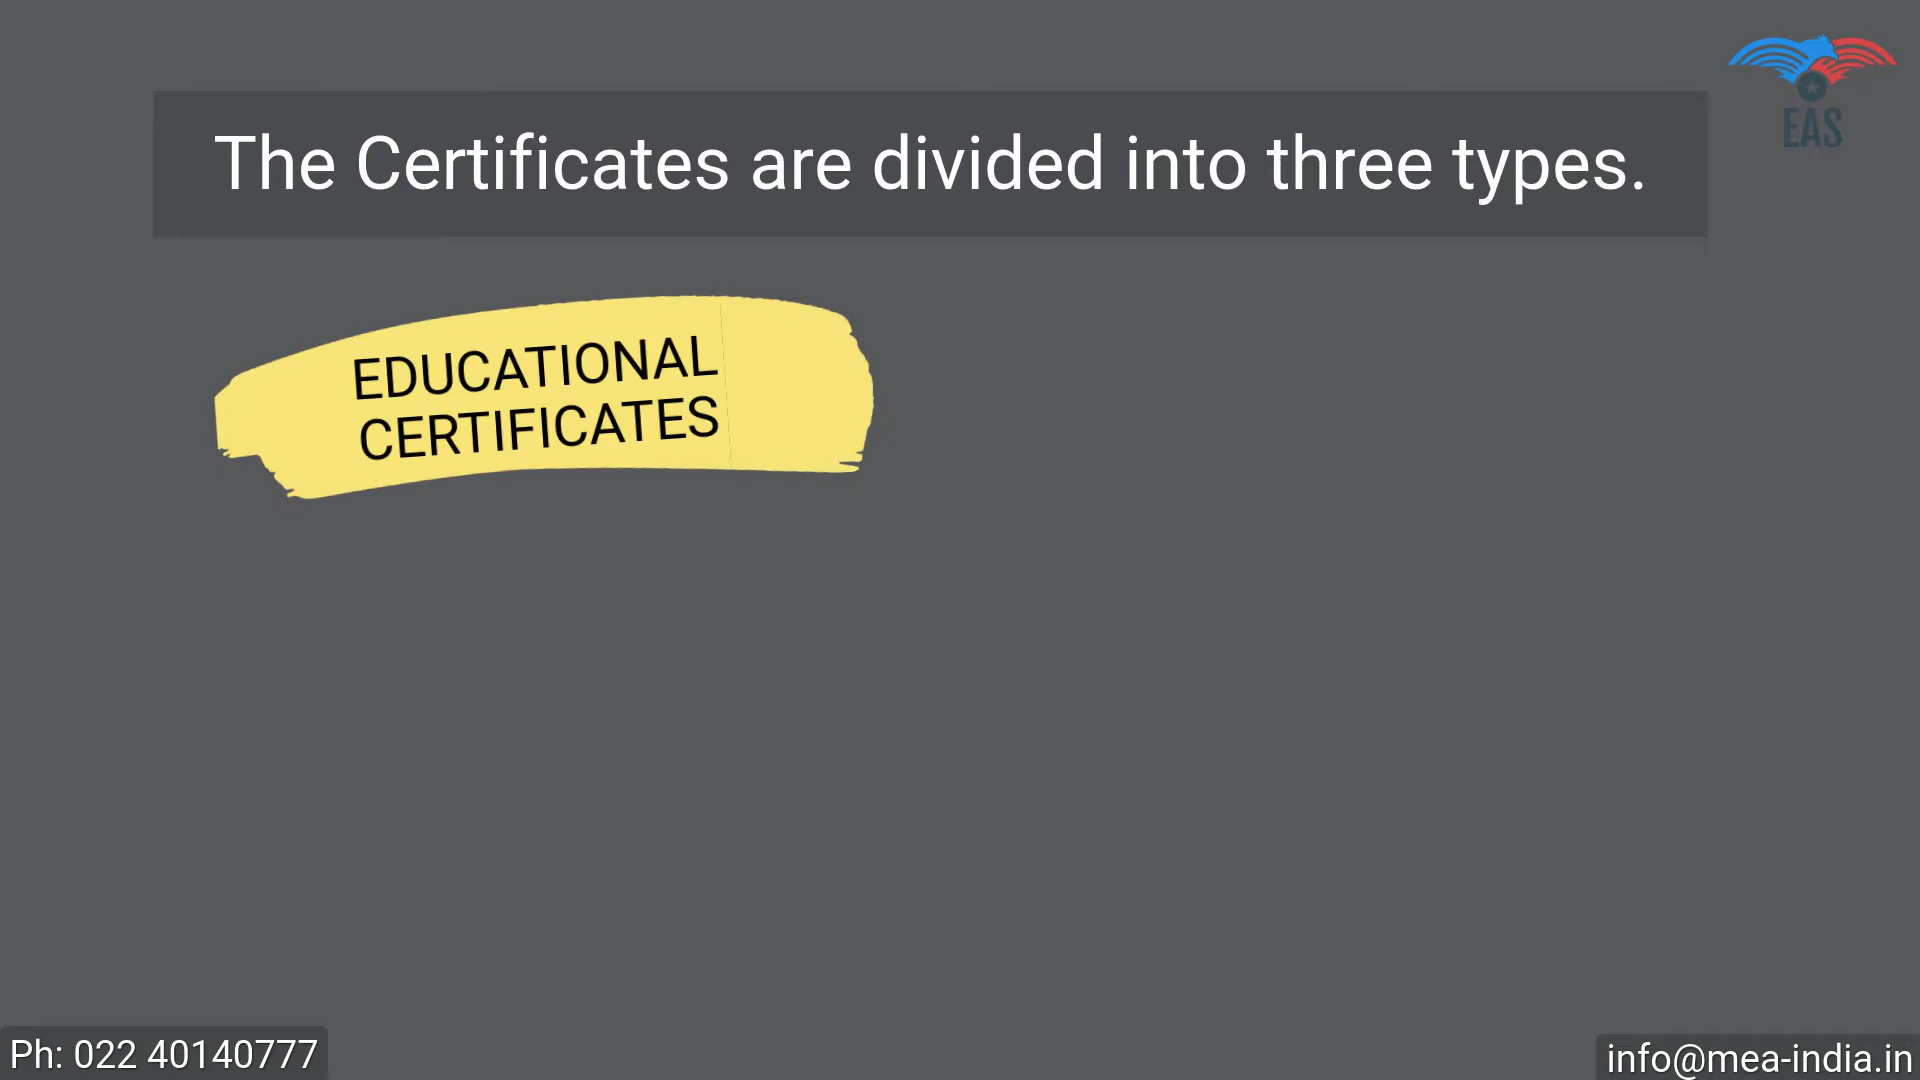 EAS
The Certificates are divided into three types.
EDUCATIONAL
CERTIFICATES
Ph: 022 40140777
info@mea-india.in